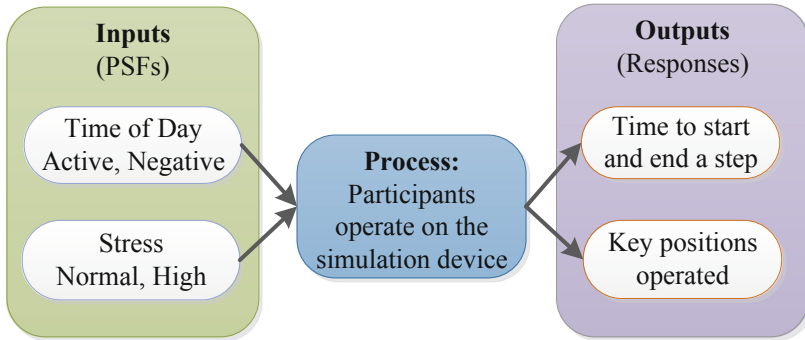 Inputs
(PSFs)
Time of Day
Active, Negative
Stress
Normal, High
Process:
Participants
operate on the
simulation device
Outputs
(Responses)
Time to start
and end a step
Key positions
operated